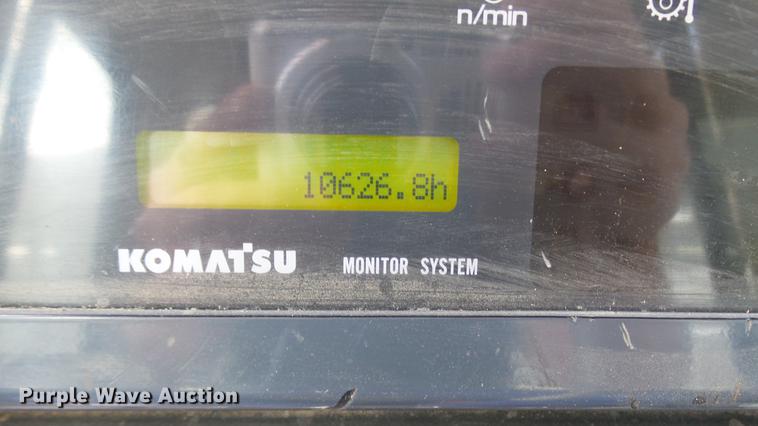 n/min
10626.8h
KOMATSU MONITOR SYSTEM
Purple Wave Auction